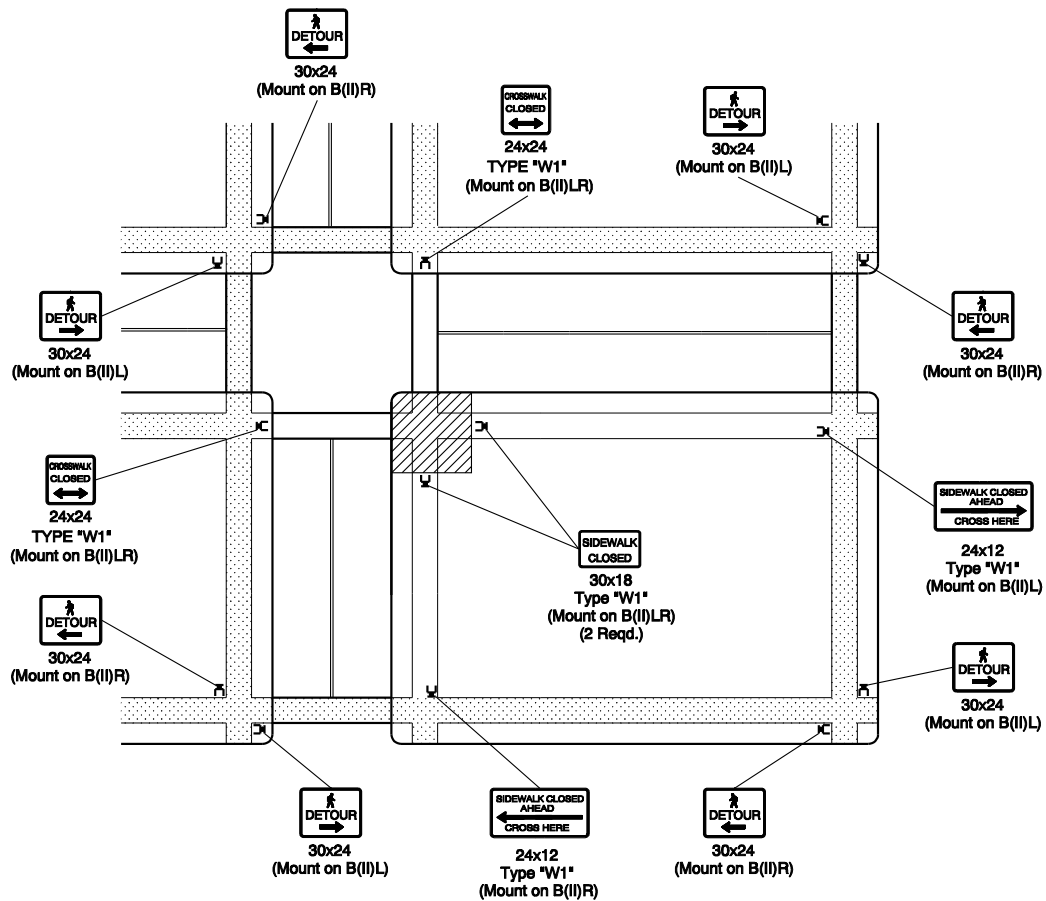 DETOUR
30x24
(Mount on B(II)R)
CROSSWALK
CLOSED
24x24
TYPE "W1"
(Mount on B(II)LR)
DETOUR
30x24
(Mount on B(II)L)
DETOUR
30x24
(Mount on B(II)L)
DETOUR
30x24
(Mount on B(II)R)
CROSSWALK
CLOSED
24x24
TYPE "W1"
(Mount on B(II)LR)
SIDEWALK CLOSED
AHEAD
CROSS HERE
24x12
Type "W1"
(Mount on B(II)L)
SIDEWALK
CLOSED
30x18
Type "W1"
(Mount on B(II)LR)
(2 Reqd.)
DETOUR
30x24
(Mount on B(II)R)
DETOUR
30x24
(Mount on B(II)L)
DETOUR
30x24
(Mount on B(II)L)
SIDEWALK CLOSED
AHEAD
CROSS HERE
24x12
Type "W1"
(Mount on B(II)R)
DETOUR
30x24
(Mount on B(II)R)